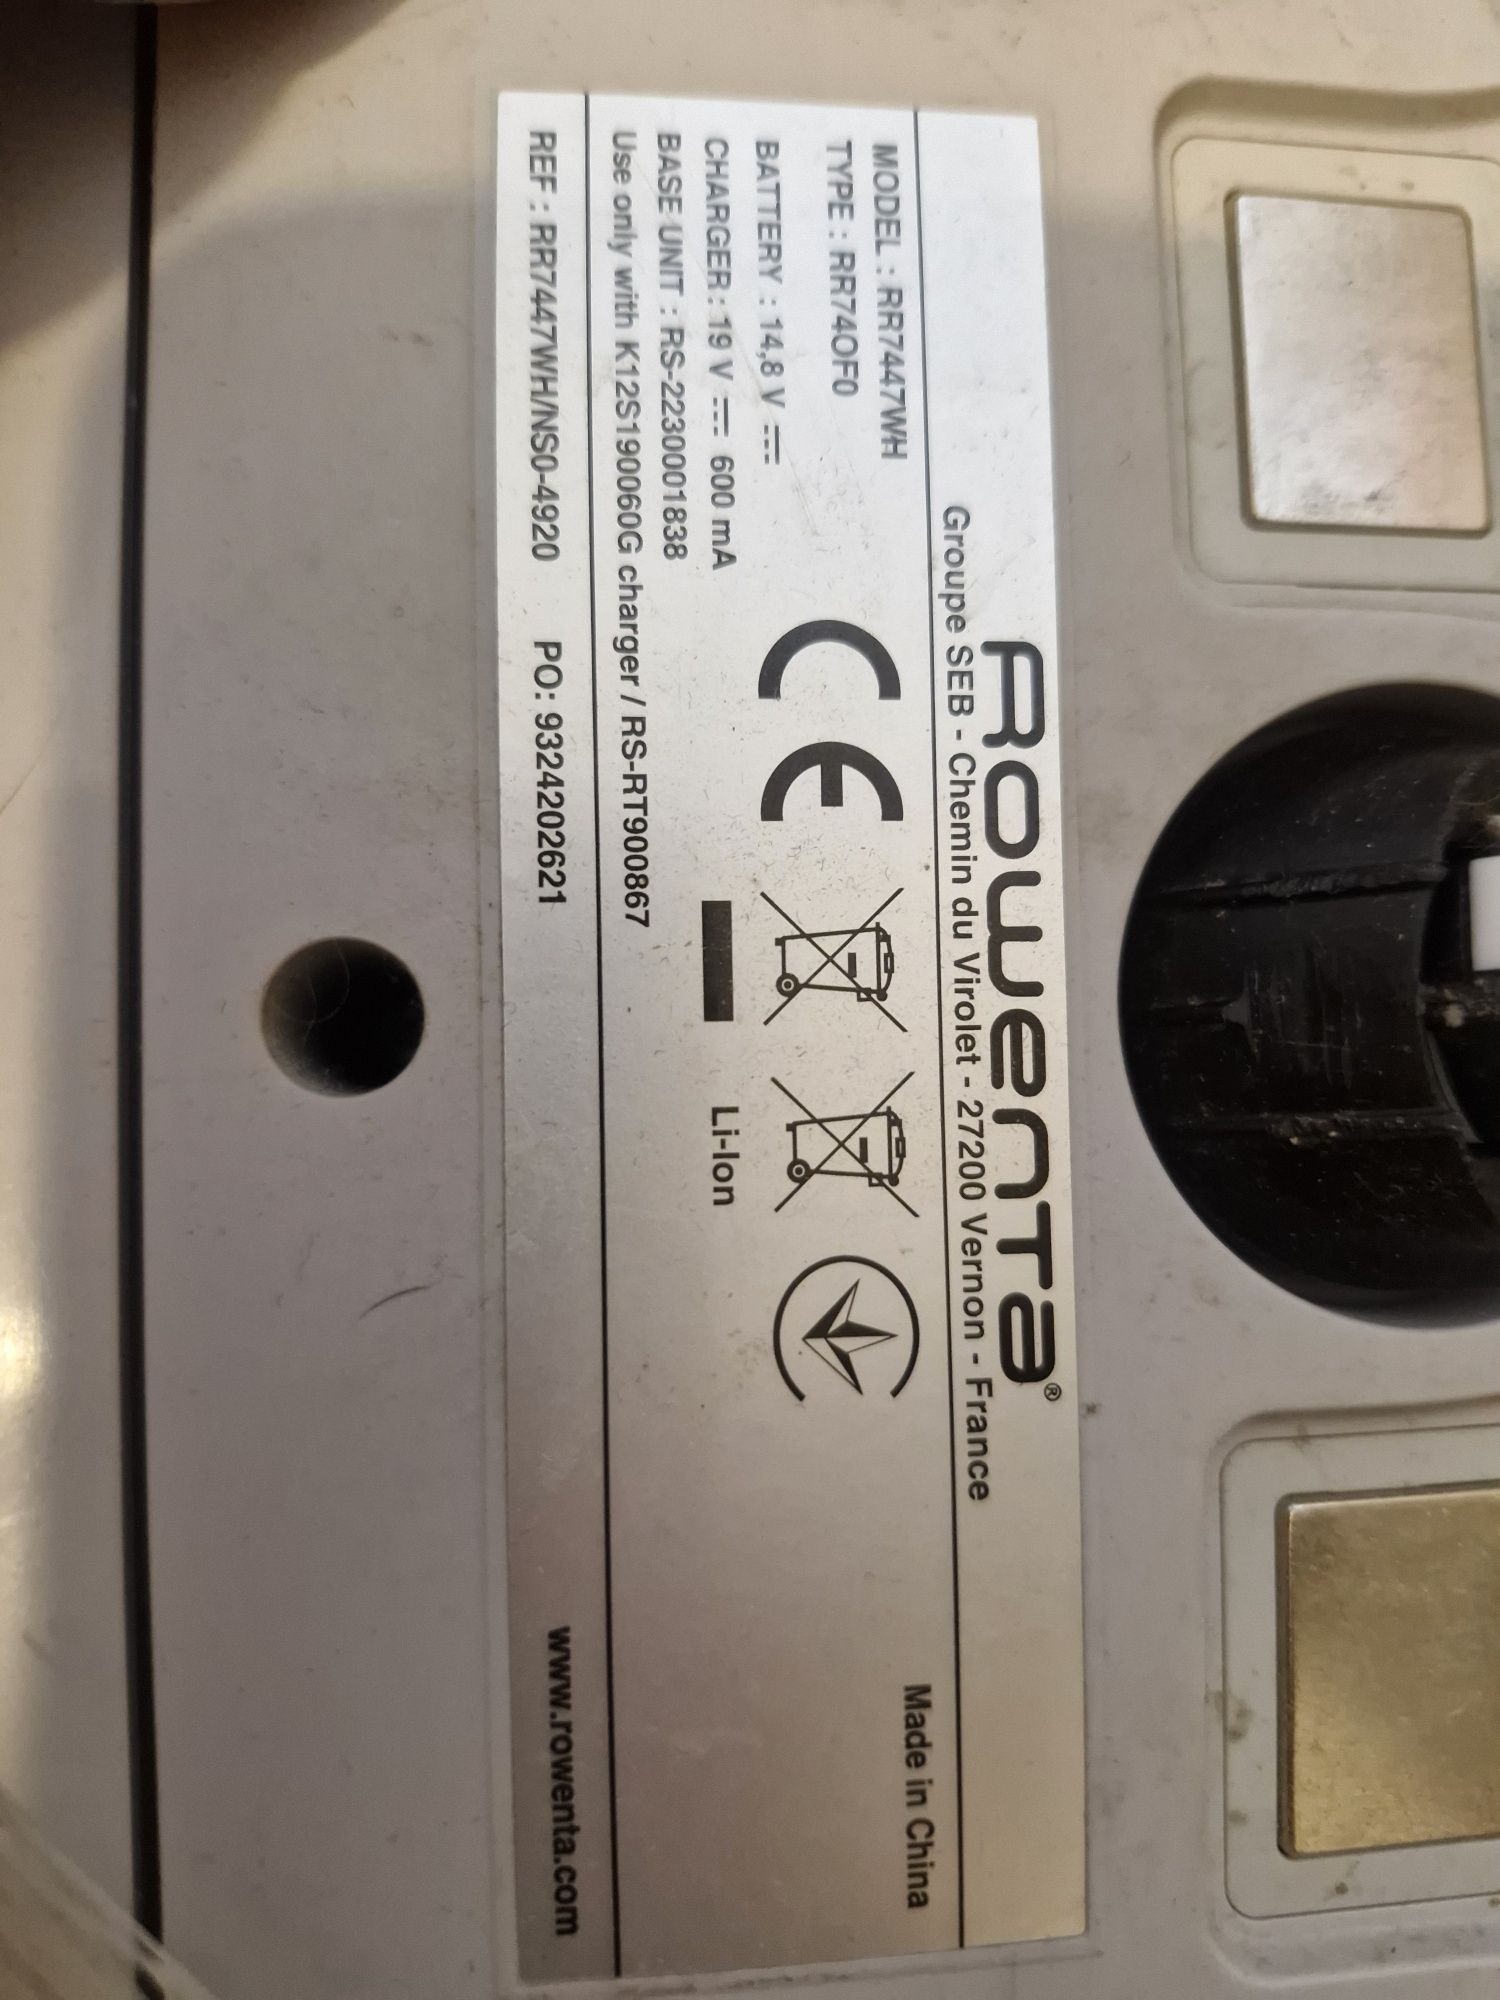 Rowenta®
Groupe SEB - Chemin du Virolet - 27200 Vernon - France
MODEL : RR7447WH
TYPE : RR74OF0
Made in China
BATTERY : 14,8 V
CHARGER : 19 V 600 mA
Li-Ion
BASE UNIT : RS-2230001838
Use only with K12S190060G charger / RS-RT900867
REF : RR7447WH/NS0-4920 PO: 9324202621
www.rowenta.com